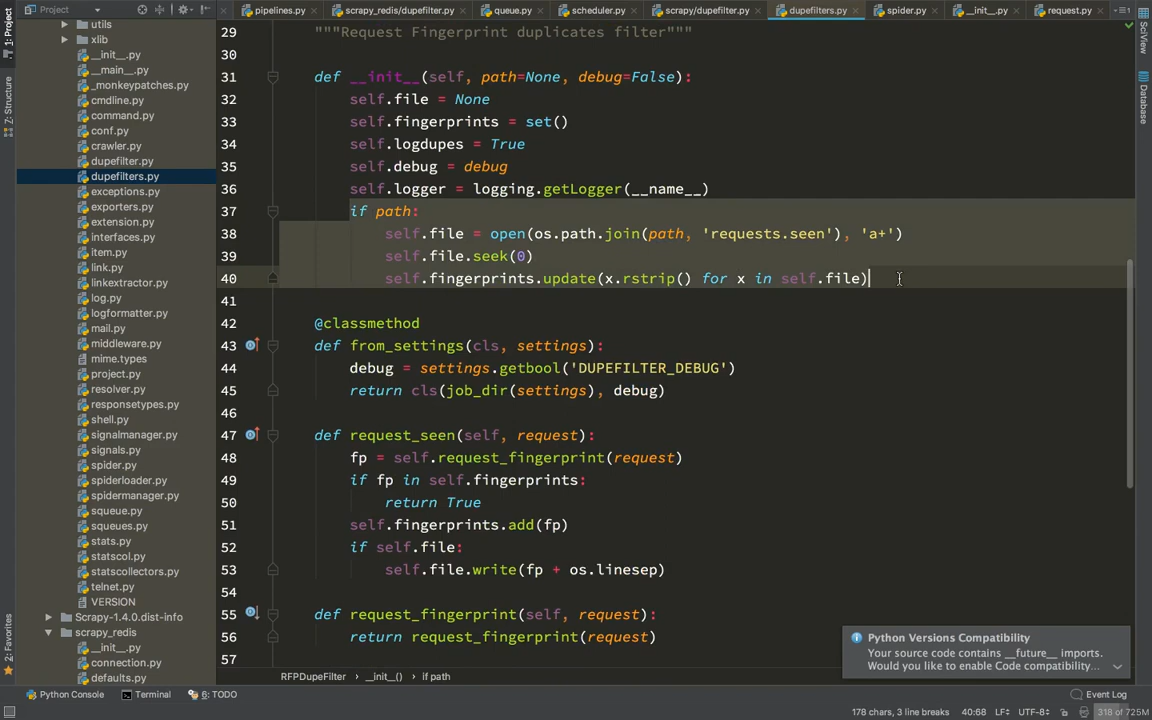 Project
pipelines.py
scrapy_redis/dupefilter.py
queue.py
scheduler.py
scrapy/dupefilter.py
dupefilters.py
spider.py
__init__.py
request.py
1: Project
7: Structure
2: Favorites
SciView
Database
utils
xlib
__init__.py
__main__.py
_monkeypatches.py
cmdline.py
command.py
conf.py
crawler.py
dupefilter.py
dupefilters.py
exceptions.py
exporters.py
extension.py
interfaces.py
item.py
link.py
linkextractor.py
log.py
logformatter.py
mail.py
middleware.py
mime.types
project.py
resolver.py
responsetypes.py
shell.py
signalmanager.py
signals.py
spider.py
spiderloader.py
spidermanager.py
squeue.py
squeues.py
stats.py
statscol.py
statscollectors.py
telnet.py
VERSION
Scrapy-1.4.0.dist-info
scrapy_redis
__init__.py
connection.py
defaults.py
29 """Request Fingerprint duplicates filter"""
30
31 def __init__(self, path=None, debug=False):
32 self.file = None
33 self.fingerprints = set()
34 self.logdupes = True
35 self.debug = debug
36 self.logger = logging.getLogger(__name__)
37 if path:
38 self.file = open(os.path.join(path, 'requests.seen'), 'a+')
39 self.file.seek(0)
40 self.fingerprints.update(x.rstrip() for x in self.file)
41
42 @classmethod
43 def from_settings(cls, settings):
44 debug = settings.getbool('DUPEFILTER_DEBUG')
45 return cls(job_dir(settings), debug)
46
47 def request_seen(self, request):
48 fp = self.request_fingerprint(request)
49 if fp in self.fingerprints:
50 return True
51 self.fingerprints.add(fp)
52 if self.file:
53 self.file.write(fp + os.linesep)
54
55 def request_fingerprint(self, request):
56 return request_fingerprint(request)
57
Python Versions Compatibility
Your source code contains __future__ imports.
Would you like to enable Code compatibility...
RFPDupeFilter
__init__()
if path
Python Console
Terminal
6: TODO
Event Log
178 chars, 3 line breaks
40:68
LF
UTF-8
318 of 725M